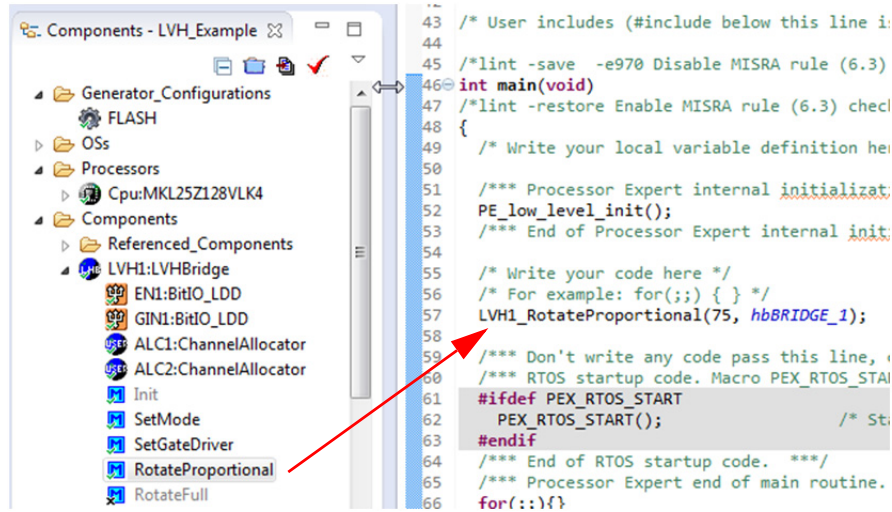 Components - LVH_Example
Generator_Configurations
FLASH
OSs
Processors
Cpu:MKL25Z128VLK4
Components
Referenced_Components
LVH1:LVHBridge
EN1:BitIO_LDD
GIN1:BitIO_LDD
ALC1:ChannelAllocator
ALC2:ChannelAllocator
Init
SetMode
SetGateDriver
RotateProportional
RotateFull
43 /* User includes (#include below this line is
44
45 /*lint -save -e970 Disable MISRA rule (6.3)
46 int main(void)
47 /*lint -restore Enable MISRA rule (6.3) chec
48 {
49 /* Write your local variable definition her
50
51 /*** Processor Expert internal initializati
52 PE_low_level_init();
53 /*** End of Processor Expert internal initi
54
55 /* Write your code here */
56 /* For example: for(;;) { } */
57 LVH1_RotateProportional(75, hbBRIDGE_1);
58
59 /*** Don't write any code pass this line,
60 /*** RTOS startup code. Macro PEX_RTOS_STAR
61 #ifdef PEX_RTOS_START
62 PEX_RTOS_START(); /* Sta
63 #endif
64 /*** End of RTOS startup code. ***/
65 /*** Processor Expert end of main routine.
66 for(;;){}